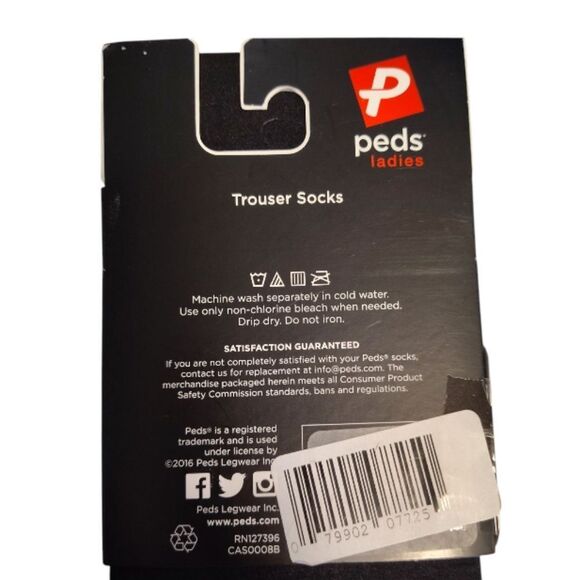 P
peds®
ladies
Trouser Socks
Machine wash separately in cold water.
Use only non-chlorine bleach when needed.
Drip dry. Do not iron.
SATISFACTION GUARANTEED
If you are not completely satisfied with your Peds® socks,
contact us for replacement at info@peds.com. The
merchandise packaged herein meets all Consumer Product
Safety Commission standards, bans and regulations.
Peds® is a registered
trademark and is used
under license by
©2016 Peds Legwear Inc.
Peds Legwear Inc.
www.peds.com
RN127396
CAS0008B
0 79902 07725